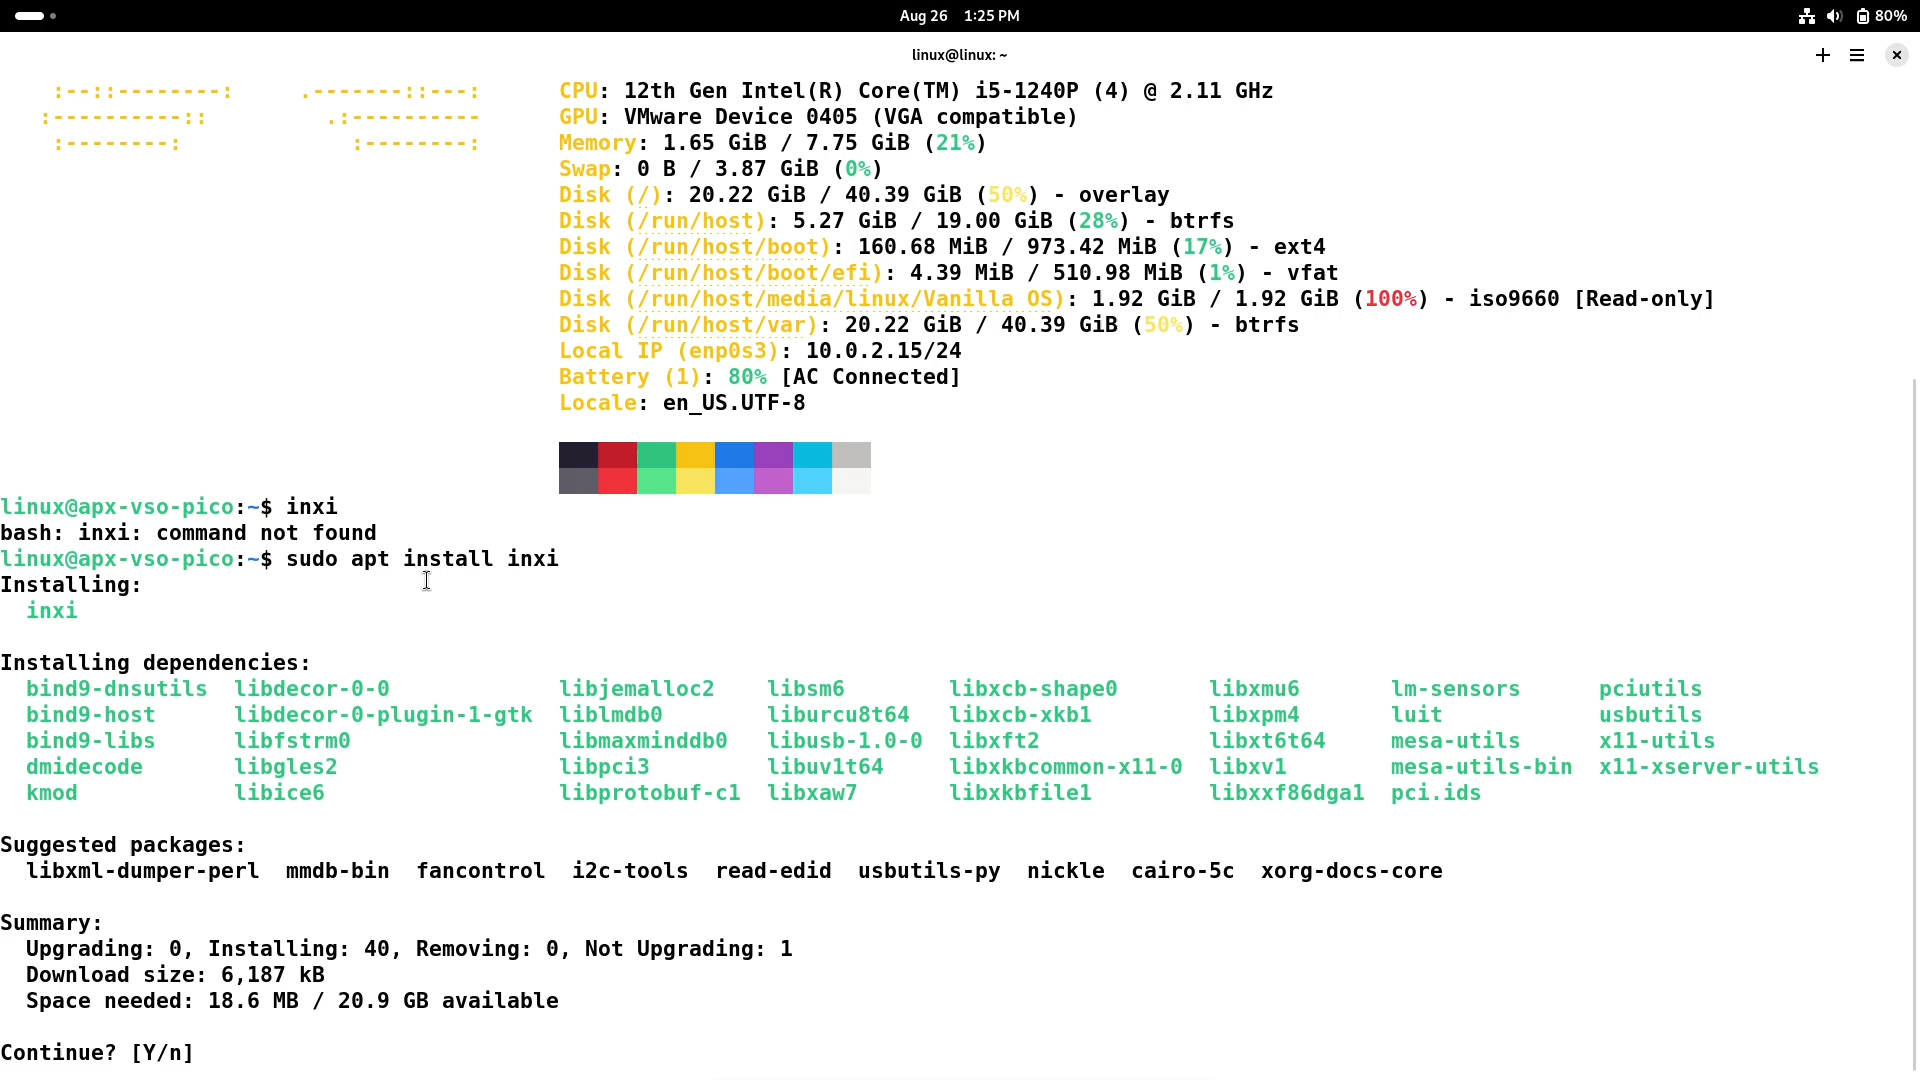 Aug 26 1:25 PM 80%
linux@linux: ~
:--::--------: .-------::---: CPU: 12th Gen Intel(R) Core(TM) i5-1240P (4) @ 2.11 GHz
:----------:: .:---------- GPU: VMware Device 0405 (VGA compatible)
:--------: :--------: Memory: 1.65 GiB / 7.75 GiB (21%)
Swap: 0 B / 3.87 GiB (0%)
Disk (/): 20.22 GiB / 40.39 GiB (50%) - overlay
Disk (/run/host): 5.27 GiB / 19.00 GiB (28%) - btrfs
Disk (/run/host/boot): 160.68 MiB / 973.42 MiB (17%) - ext4
Disk (/run/host/boot/efi): 4.39 MiB / 510.98 MiB (1%) - vfat
Disk (/run/host/media/linux/Vanilla OS): 1.92 GiB / 1.92 GiB (100%) - iso9660 [Read-only]
Disk (/run/host/var): 20.22 GiB / 40.39 GiB (50%) - btrfs
Local IP (enp0s3): 10.0.2.15/24
Battery (1): 80% [AC Connected]
Locale: en_US.UTF-8
linux@apx-vso-pico:~$ inxi
bash: inxi: command not found
linux@apx-vso-pico:~$ sudo apt install inxi
Installing:
inxi
Installing dependencies:
bind9-dnsutils libdecor-0-0 libjemalloc2 libsm6 libxcb-shape0 libxmu6 lm-sensors pciutils
bind9-host libdecor-0-plugin-1-gtk liblmdb0 liburcu8t64 libxcb-xkb1 libxpm4 luit usbutils
bind9-libs libfstrm0 libmaxminddb0 libusb-1.0-0 libxft2 libxt6t64 mesa-utils x11-utils
dmidecode libgles2 libpci3 libuv1t64 libxkbcommon-x11-0 libxv1 mesa-utils-bin x11-xserver-utils
kmod libice6 libprotobuf-c1 libxaw7 libxkbfile1 libxxf86dga1 pci.ids
Suggested packages:
libxml-dumper-perl mmdb-bin fancontrol i2c-tools read-edid usbutils-py nickle cairo-5c xorg-docs-core
Summary:
Upgrading: 0, Installing: 40, Removing: 0, Not Upgrading: 1
Download size: 6,187 kB
Space needed: 18.6 MB / 20.9 GB available
Continue? [Y/n]